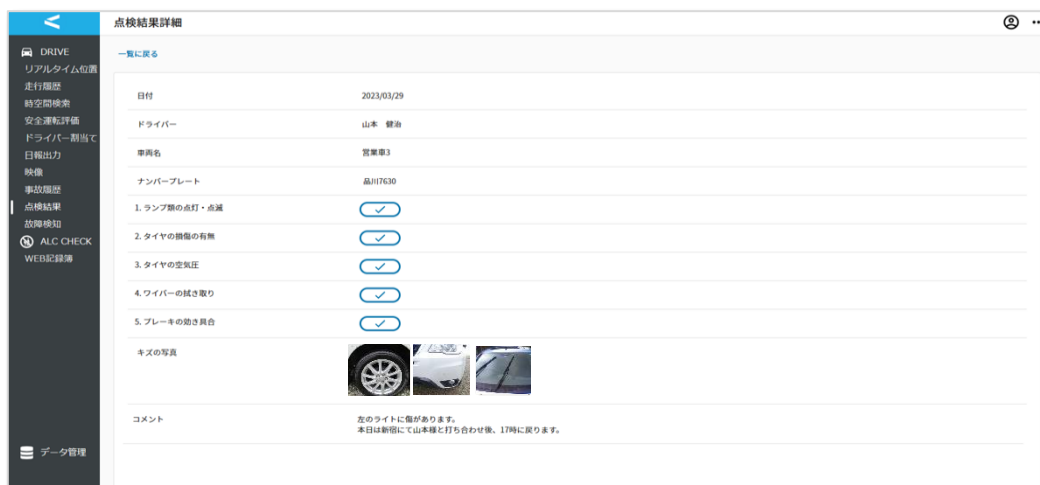 点検結果詳細
DRIVE
リアルタイム位置
走行履歴
時空間検索
安全運転評価
ドライバー割当て
日報出力
映像
事故履歴
点検結果
故障検知
ALC CHECK
WEB記録簿
データ管理
一覧に戻る
日付 2023/03/29
ドライバー 山本　健治
車両名 営業車3
ナンバープレート 品川7630
1. ランプ類の点灯・点滅
2. タイヤの損傷の有無
3. タイヤの空気圧
4. ワイパーの拭き取り
5. ブレーキの効き具合
キズの写真
コメント 左のライトに傷があります。
本日は新宿にて山本様と打ち合わせ後、17時に戻ります。